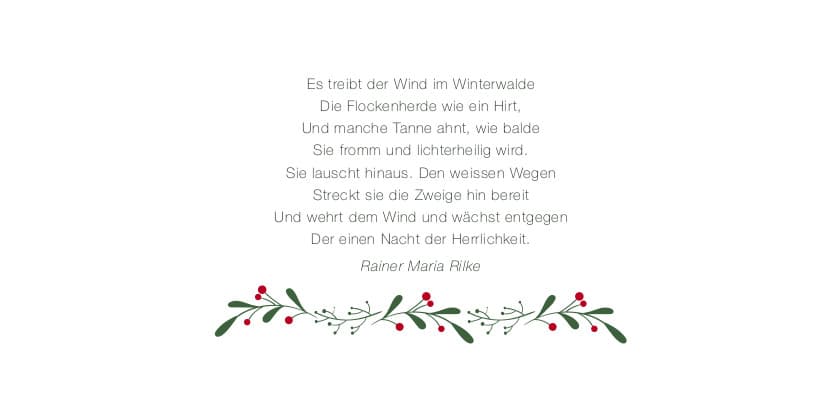 Es treibt der Wind im Winterwalde
Die Flockenherde wie ein Hirt,
Und manche Tanne ahnt, wie balde
Sie fromm und lichterheilig wird.
Sie lauscht hinaus. Den weissen Wegen
Streckt sie die Zweige hin bereit
Und wehrt dem Wind und wächst entgegen
Der einen Nacht der Herrlichkeit.
Rainer Maria Rilke